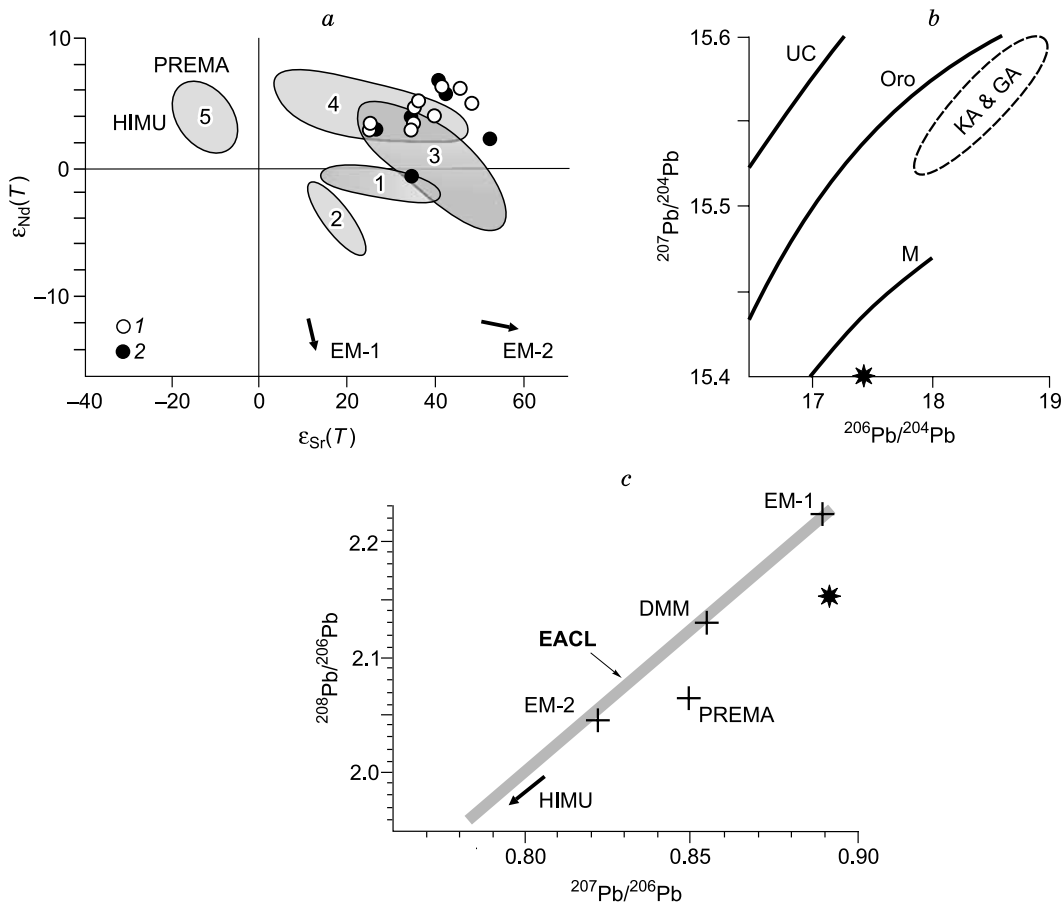 a
10
0
−10
εNd(T)
PREMA
HIMU
5
4
3
1
2
1
2
EM-1
EM-2
−40
−20
0
20
40
60
εSr(T)
b
15.6
15.5
15.4
²⁰⁷Pb/²⁰⁴Pb
UC
Oro
KA & GA
M
17
18
19
²⁰⁶Pb/²⁰⁴Pb
c
2.2
2.1
2.0
²⁰⁸Pb/²⁰⁶Pb
EM-1
DMM
EACL
EM-2
PREMA
HIMU
0.80
0.85
0.90
²⁰⁷Pb/²⁰⁶Pb